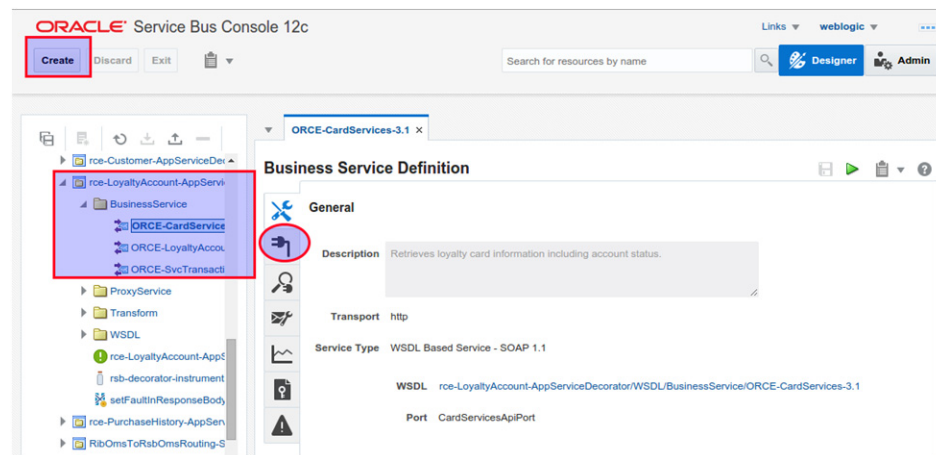 ORACLE Service Bus Console 12c
Links weblogic
Create Discard Exit
Search for resources by name
Designer Admin
ORCE-CardServices-3.1 ×
rce-Customer-AppServiceDec
rce-LoyaltyAccount-AppServi
BusinessService
ORCE-CardService
ORCE-LoyaltyAccou
ORCE-SvcTransacti
ProxyService
Transform
WSDL
rce-LoyaltyAccount-AppS
rsb-decorator-instrument
setFaultInResponseBody
rce-PurchaseHistory-AppServ
RibOmsToRsbOmsRouting-S
Business Service Definition
General
Description Retrieves loyalty card information including account status.
Transport http
Service Type WSDL Based Service - SOAP 1.1
WSDL rce-LoyaltyAccount-AppServiceDecorator/WSDL/BusinessService/ORCE-CardServices-3.1
Port CardServicesApiPort